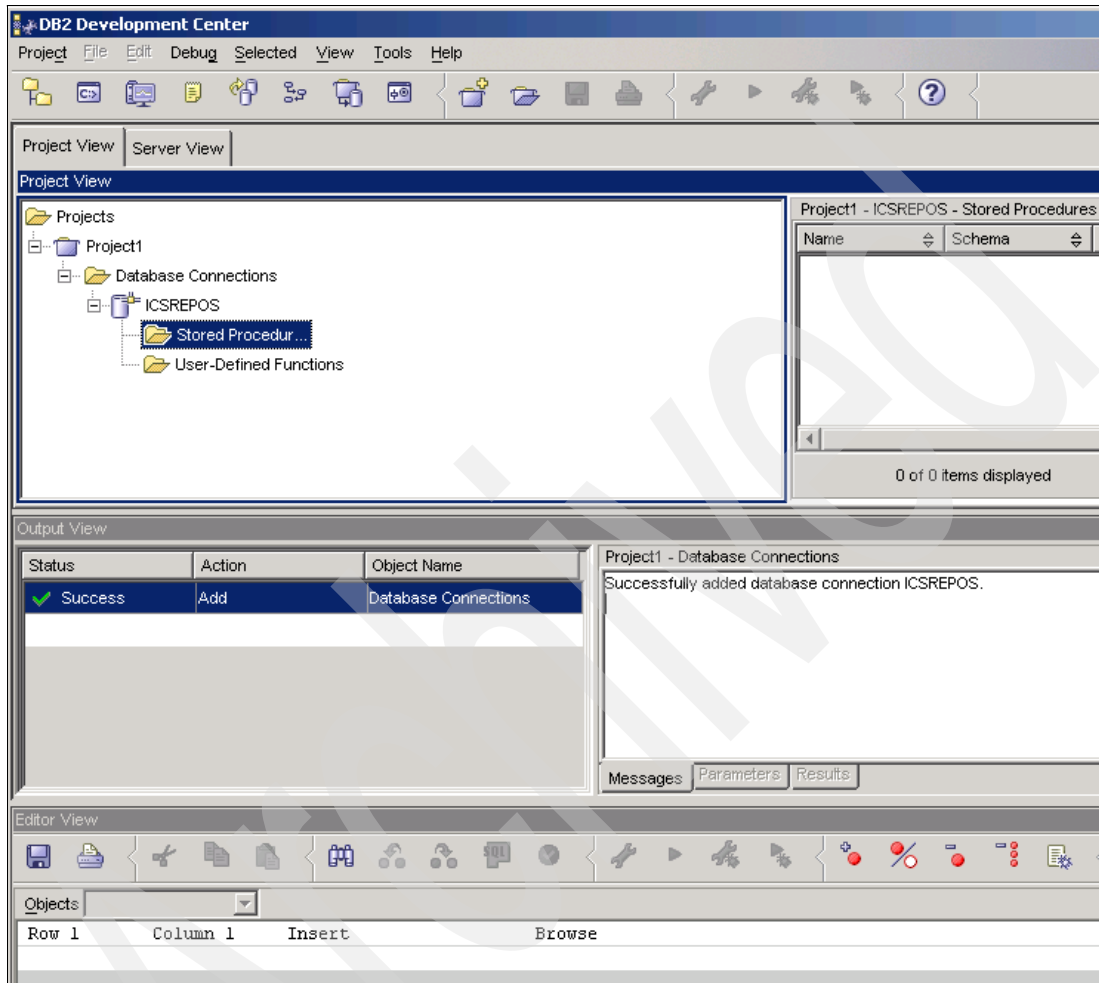 DB2 Development Center
Project File Edit Debug Selected View Tools Help
Project View Server View
Project View
Projects
Project1
Database Connections
ICSREPOS
Stored Procedur...
User-Defined Functions
Project1 - ICSREPOS - Stored Procedures
Name Schema
0 of 0 items displayed
Output View
Status Action Object Name
Success Add Database Connections
Project1 - Database Connections
Successfully added database connection ICSREPOS.
Messages Parameters Results
Editor View
SQL
Objects
Row 1 Column 1 Insert Browse
Archived